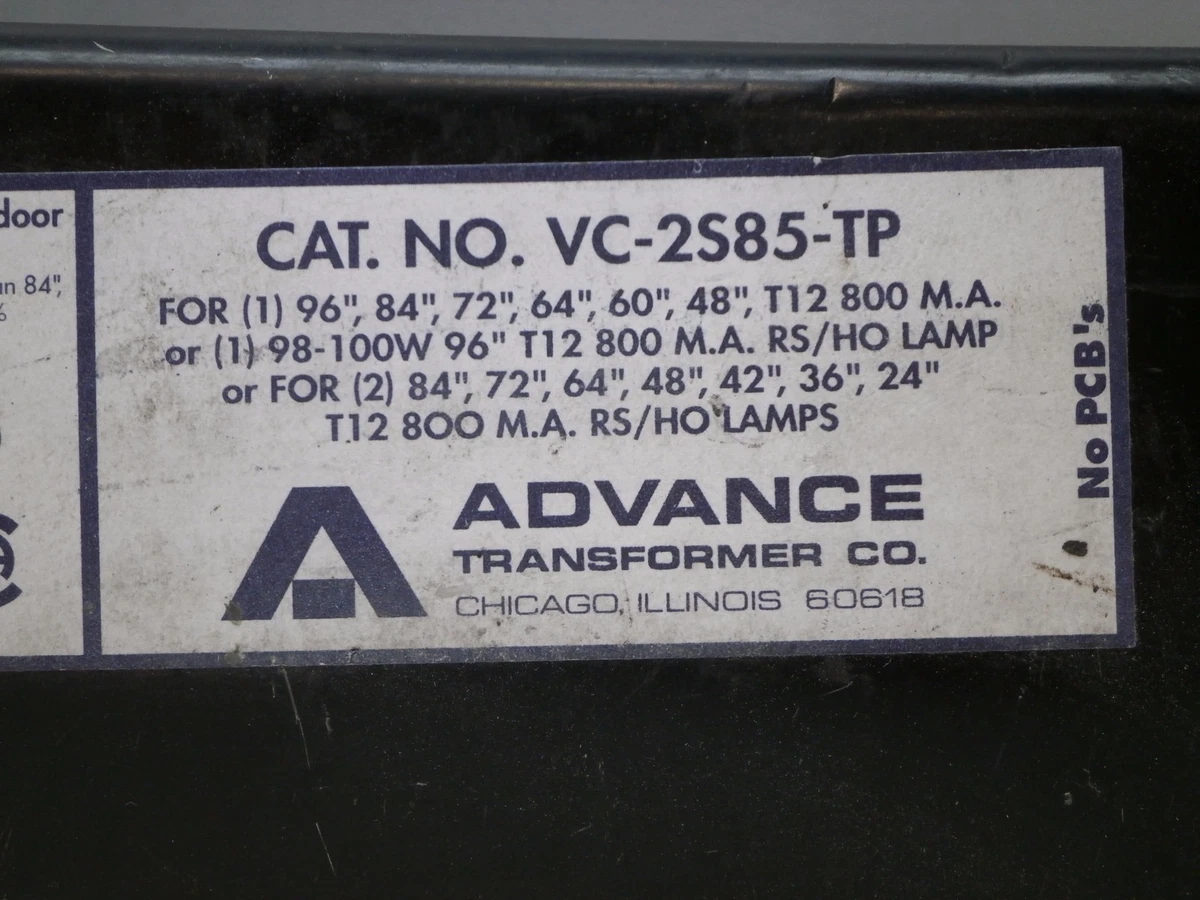 door
84",
%
CAT. NO. VC-2S85-TP
FOR (1) 96", 84", 72", 64", 60", 48", T12 800 M.A.
or (1) 98-100W 96" T12 800 M.A. RS/HO LAMP
or FOR (2) 84", 72", 64", 48", 42", 36", 24"
T.12 800 M.A. RS/HO LAMPS
ADVANCE
TRANSFORMER CO.
CHICAGO, ILLINOIS 60618
No PCB's